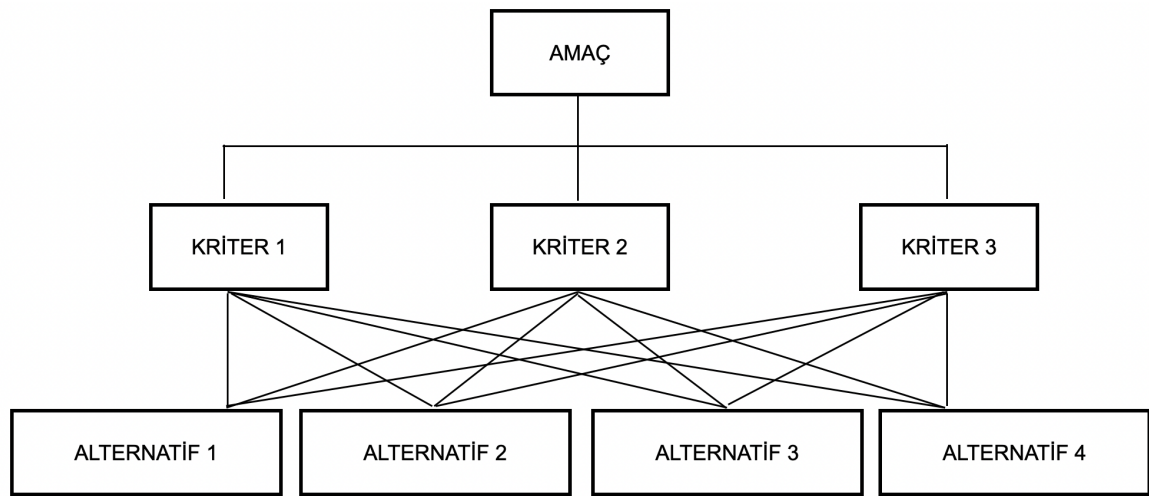 AMAÇ
KRİTER 1
KRİTER 2
KRİTER 3
ALTERNATİF 1
ALTERNATİF 2
ALTERNATİF 3
ALTERNATİF 4